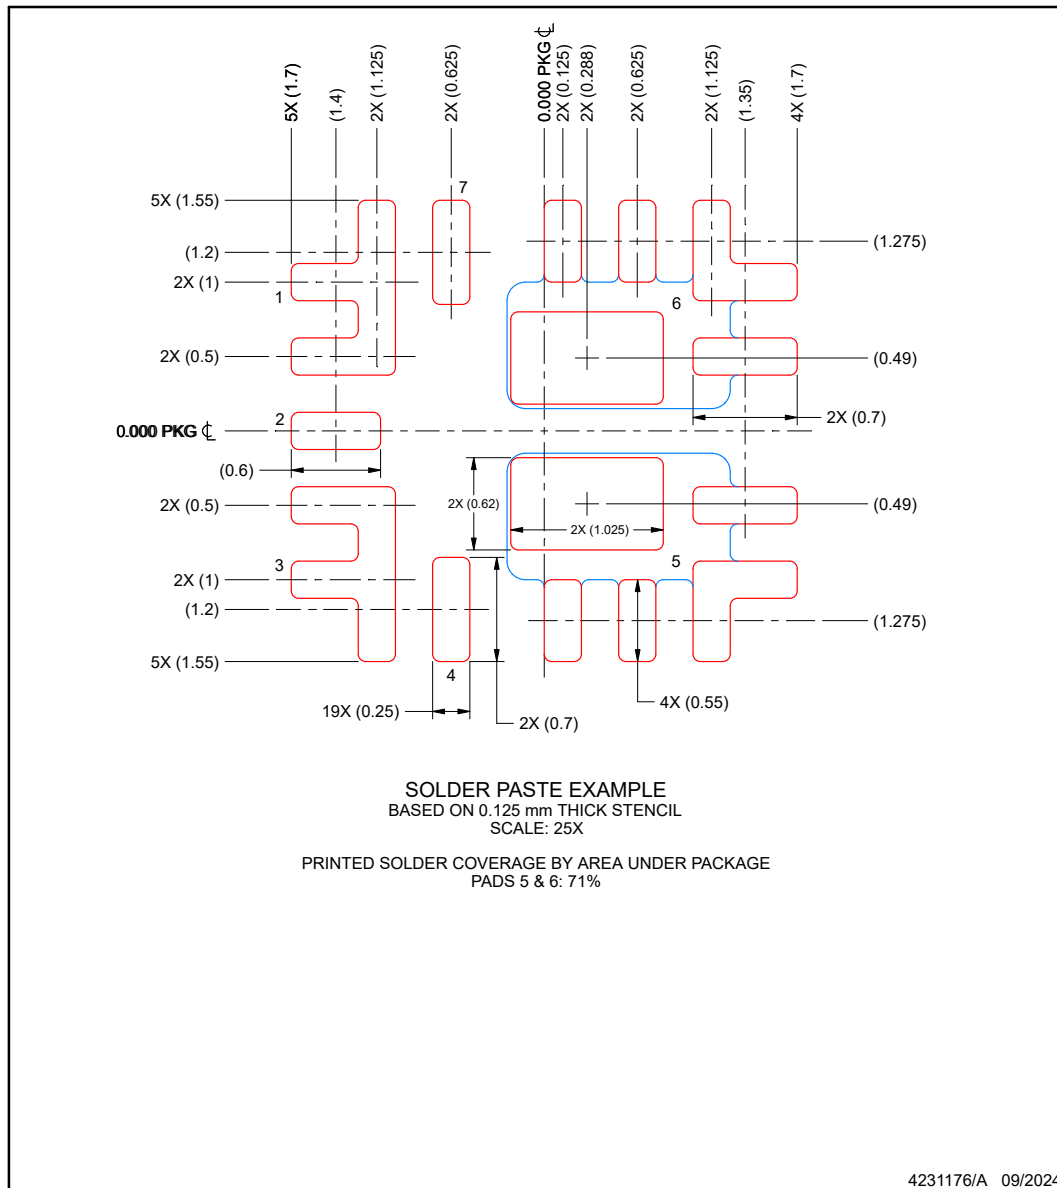 5X (1.7)
(1.4)
2X (1.125)
2X (0.625)
0.000 PKG ℄
2X (0.125)
2X (0.288)
2X (0.625)
2X (1.125)
(1.35)
4X (1.7)
7
5X (1.55)
(1.2)
(1.275)
2X (1)
1
6
2X (0.5)
(0.49)
2
2X (0.7)
0.000 PKG ℄
(0.6)
2X (0.5)
2X (0.62)
(0.49)
2X (1.025)
3
5
2X (1)
(1.2)
(1.275)
5X (1.55)
4
19X (0.25)
2X (0.7)
4X (0.55)
SOLDER PASTE EXAMPLE
BASED ON 0.125 mm THICK STENCIL
SCALE: 25X
PRINTED SOLDER COVERAGE BY AREA UNDER PACKAGE
PADS 5 & 6: 71%
4231176/A 09/2024